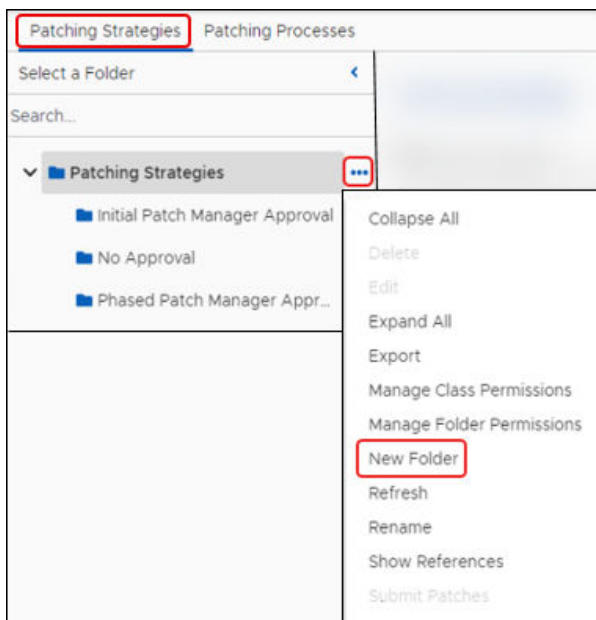 Patching Strategies Patching Processes
Select a Folder
Search...
Patching Strategies
Initial Patch Manager Approval
No Approval
Phased Patch Manager Appr...
Collapse All
Delete
Edit
Expand All
Export
Manage Class Permissions
Manage Folder Permissions
New Folder
Refresh
Rename
Show References
Submit Patches